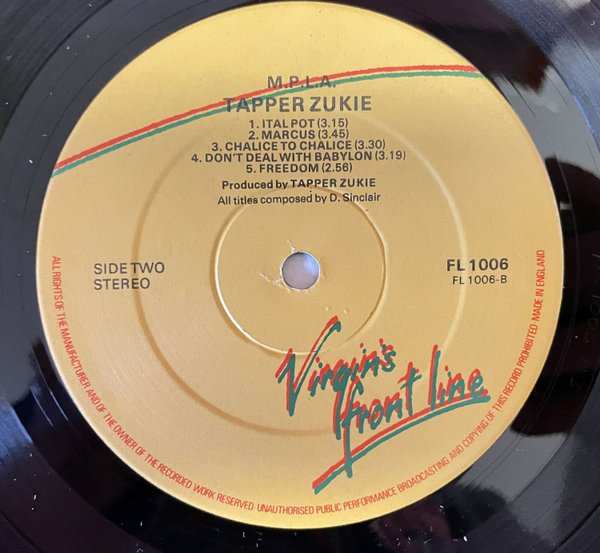 M.P.L.A.
TAPPER ZUKIE
1. ITAL POT (3.15)
2. MARCUS (3.45)
3. CHALICE TO CHALICE (3.30)
4. DON'T DEAL WITH BABYLON (3.19)
5. FREEDOM (2.56)
Produced by TAPPER ZUKIE
All titles composed by D. Sinclair
SIDE TWO
STEREO
FL 1006
FL 1006-B
Virgin's
front line
ALL RIGHTS OF THE MANUFACTURER AND OF THE OWNER OF THE RECORDED WORK RESERVED · UNAUTHORISED PUBLIC PERFORMANCE BROADCASTING AND COPYING OF THIS RECORD PROHIBITED MADE IN ENGLAND